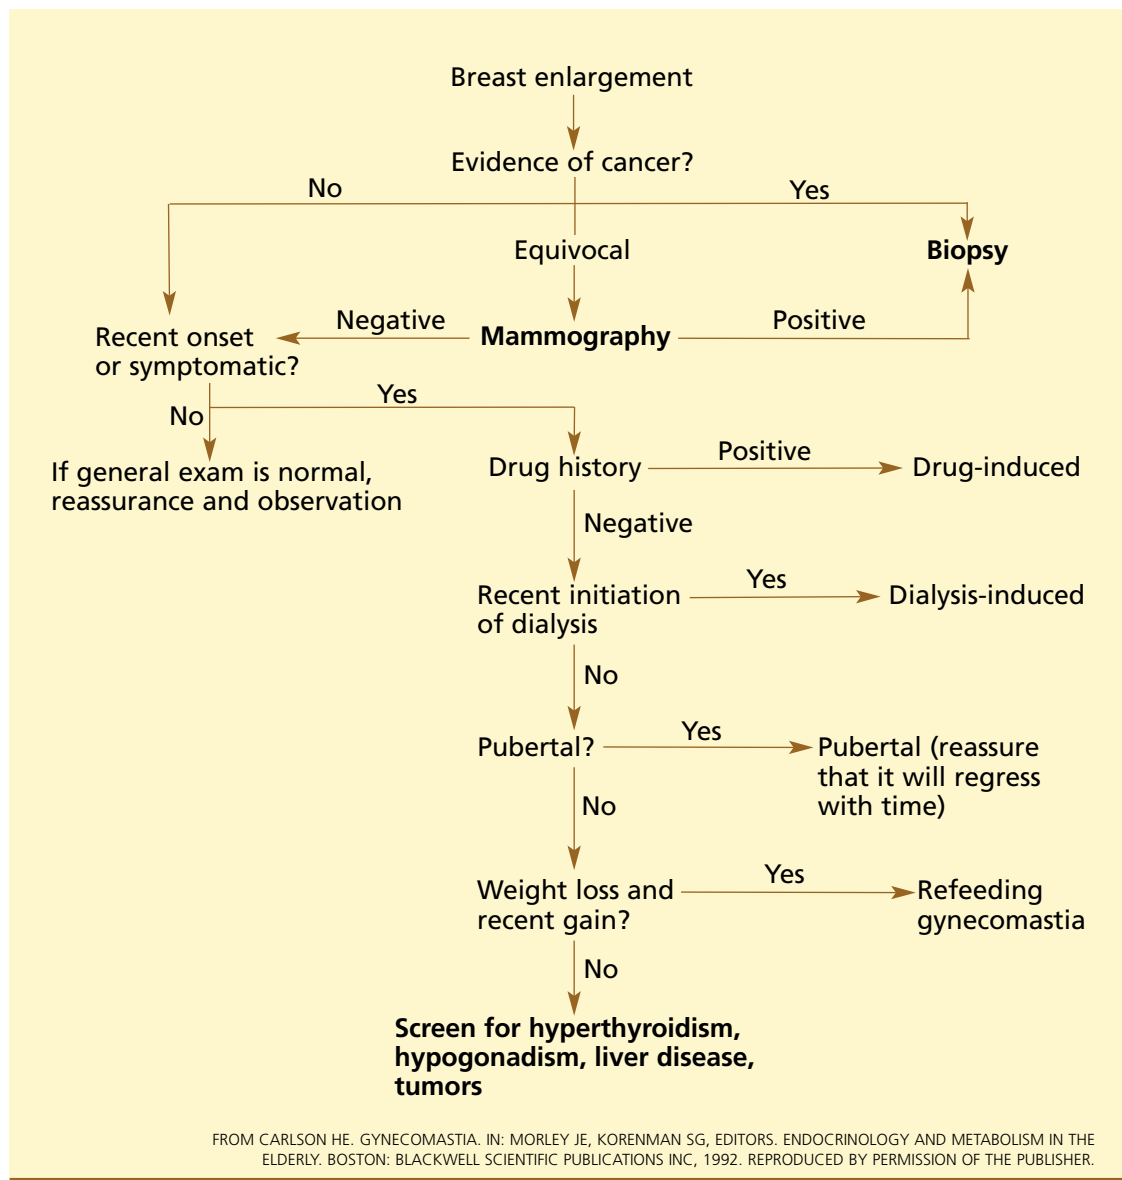 Breast enlargement
Evidence of cancer?
No
Yes
Equivocal
Biopsy
Negative
Mammography
Positive
Recent onset
or symptomatic?
Yes
No
If general exam is normal,
reassurance and observation
Drug history
Positive
Drug-induced
Negative
Recent initiation
of dialysis
Yes
Dialysis-induced
No
Pubertal?
Yes
Pubertal (reassure
that it will regress
with time)
No
Weight loss and
recent gain?
Yes
Refeeding
gynecomastia
No
Screen for hyperthyroidism,
hypogonadism, liver disease,
tumors
FROM CARLSON HE. GYNECOMASTIA. IN: MORLEY JE, KORENMAN SG, EDITORS. ENDOCRINOLOGY AND METABOLISM IN THE
ELDERLY. BOSTON: BLACKWELL SCIENTIFIC PUBLICATIONS INC, 1992. REPRODUCED BY PERMISSION OF THE PUBLISHER.